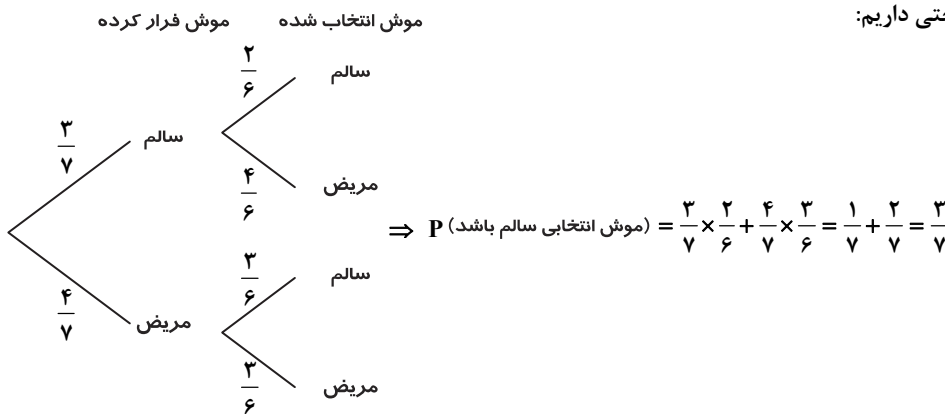 داریم:
موش انتخاب شده موش فرار کرده
۲/۶
سالم
۳/۷
سالم
۴/۶
مریض
⇒ P (موش انتخابی سالم باشد) = ۳/۷ × ۲/۶ + ۴/۷ × ۳/۶ = ۱/۷ + ۲/۷ = ۳/۷
۳/۶
سالم
۴/۷
مریض
۳/۶
مریض